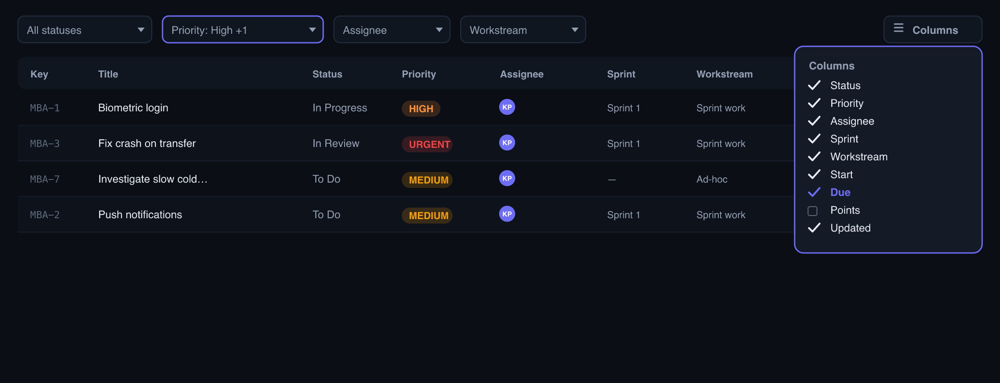 All statuses Priority: High +1 Assignee Workstream Columns
Columns
Key Title Status Priority Assignee Sprint Workstream
MBA-1 Biometric login In Progress HIGH KP Sprint 1 Sprint work
MBA-3 Fix crash on transfer In Review URGENT KP Sprint 1 Sprint work
MBA-7 Investigate slow cold… To Do MEDIUM KP — Ad-hoc
MBA-2 Push notifications To Do MEDIUM KP Sprint 1 Sprint work
Status
Priority
Assignee
Sprint
Workstream
Start
Due
Points
Updated